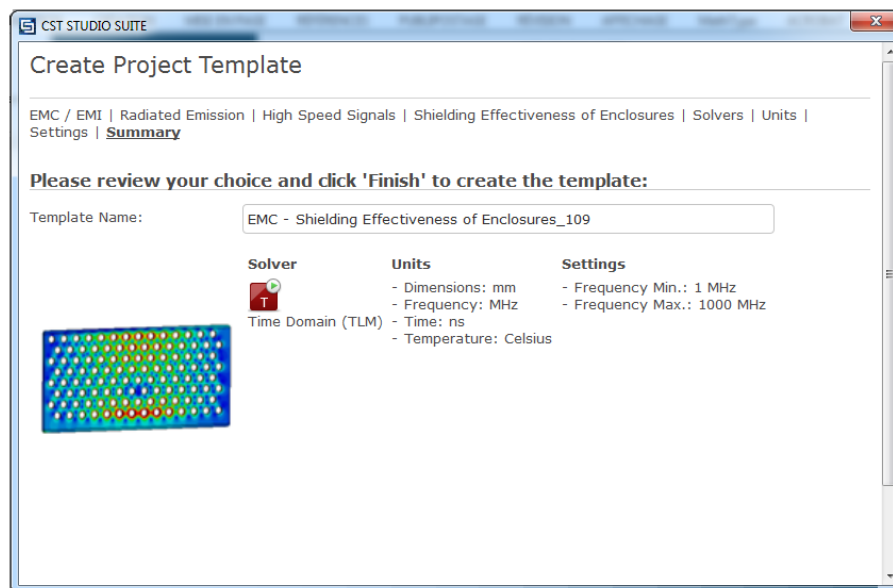 CST STUDIO SUITE
Create Project Template
EMC / EMI | Radiated Emission | High Speed Signals | Shielding Effectiveness of Enclosures | Solvers | Units |
Settings | Summary
Please review your choice and click 'Finish' to create the template:
Template Name:
EMC - Shielding Effectiveness of Enclosures_109
Solver
T
Time Domain (TLM)
Units
- Dimensions: mm
- Frequency: MHz
- Time: ns
- Temperature: Celsius
Settings
- Frequency Min.: 1 MHz
- Frequency Max.: 1000 MHz